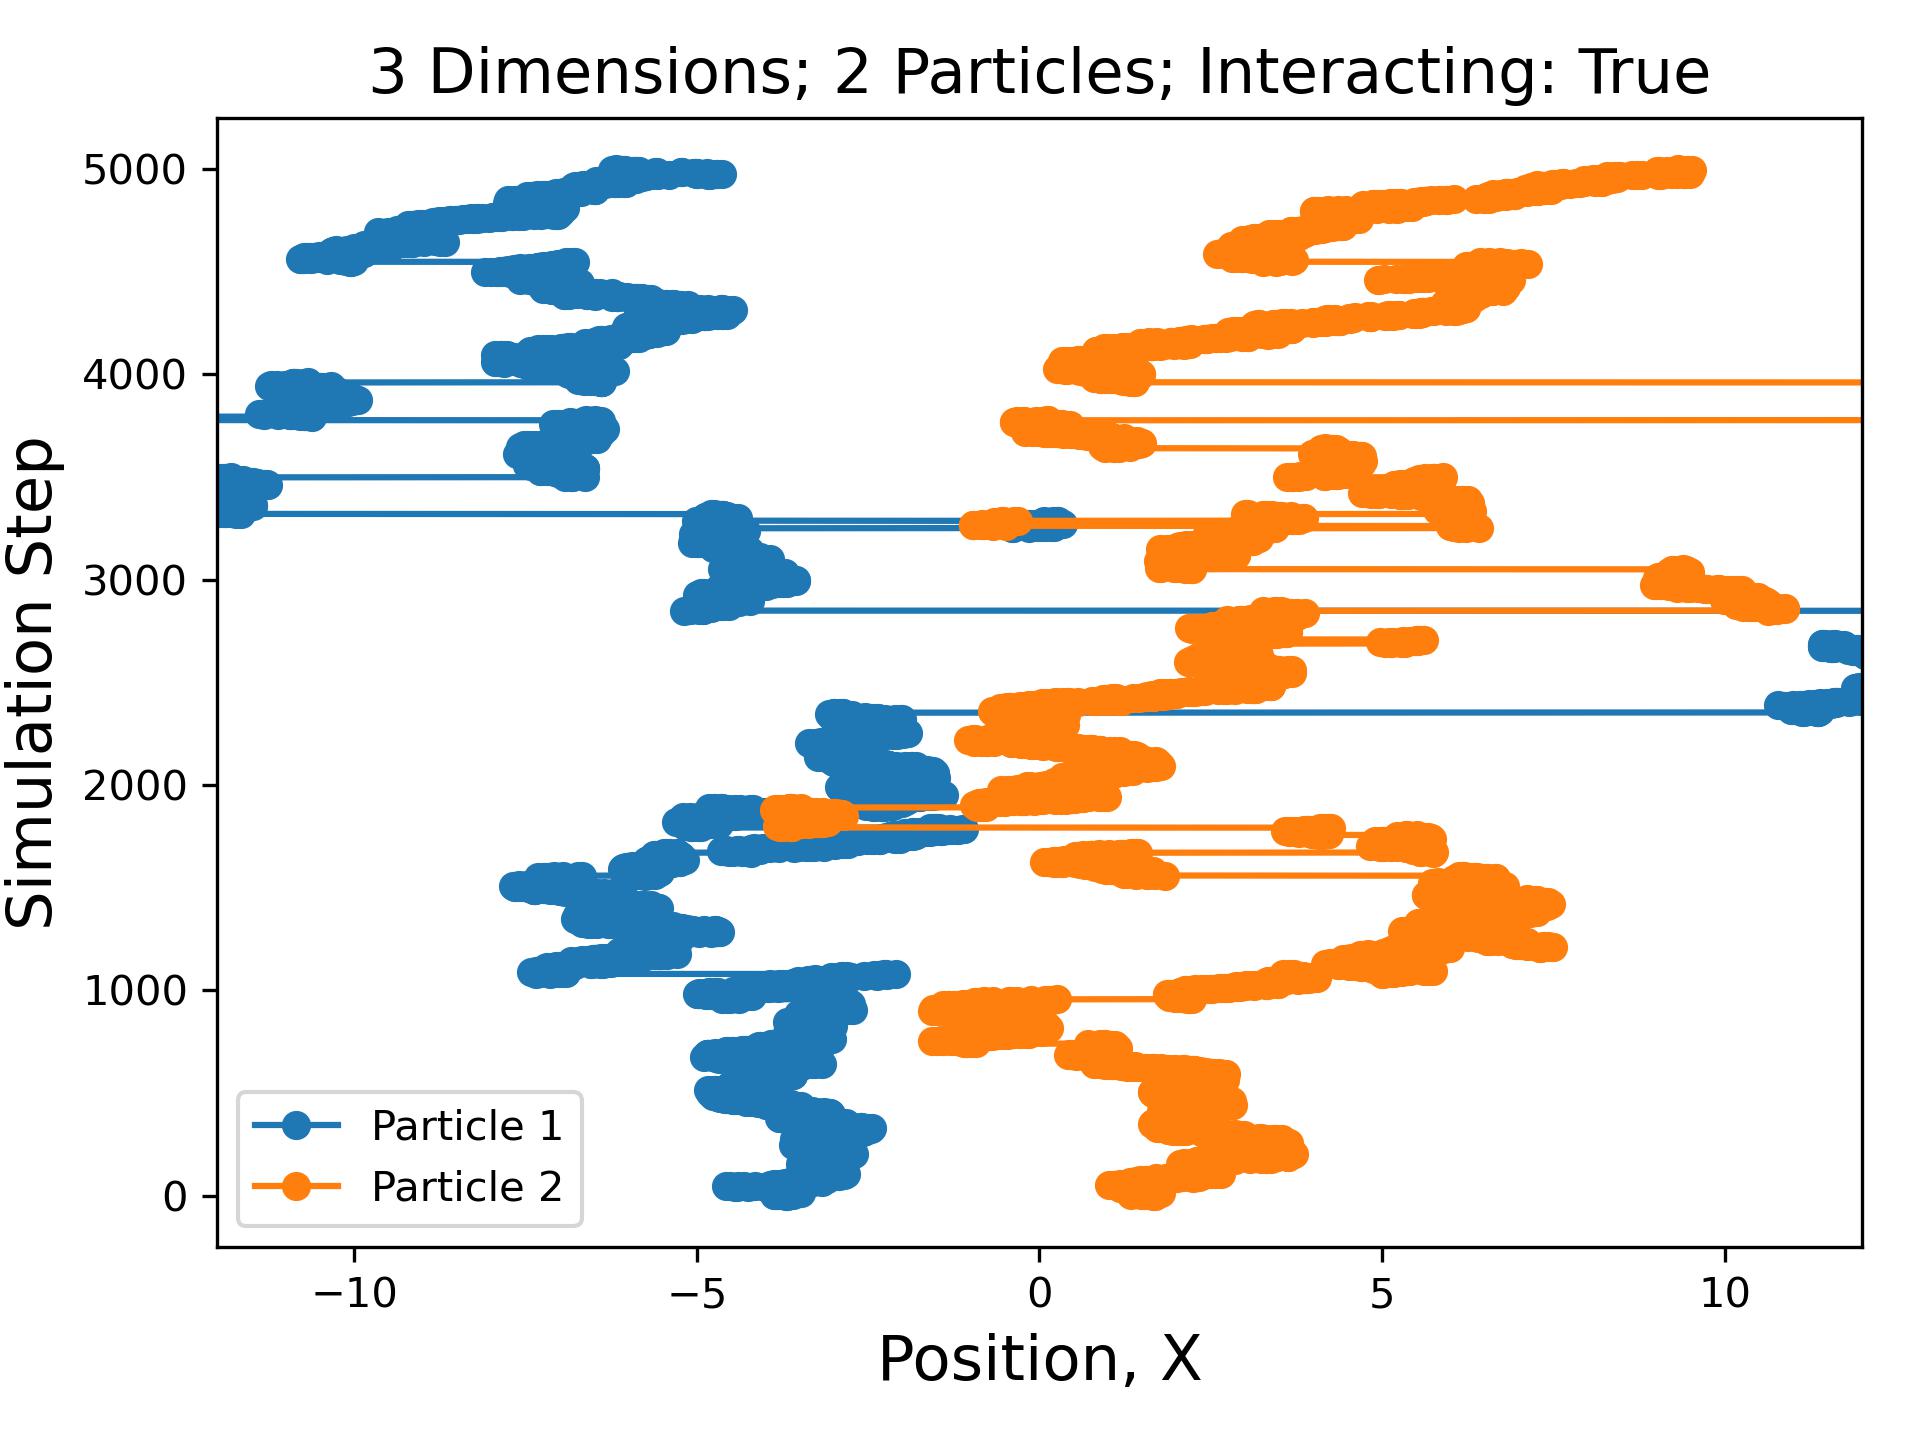 3 Dimensions; 2 Particles; Interacting: True
Simulation Step
5000
4000
3000
2000
1000
0
Particle 1
Particle 2
−10
−5
0
5
10
Position, X